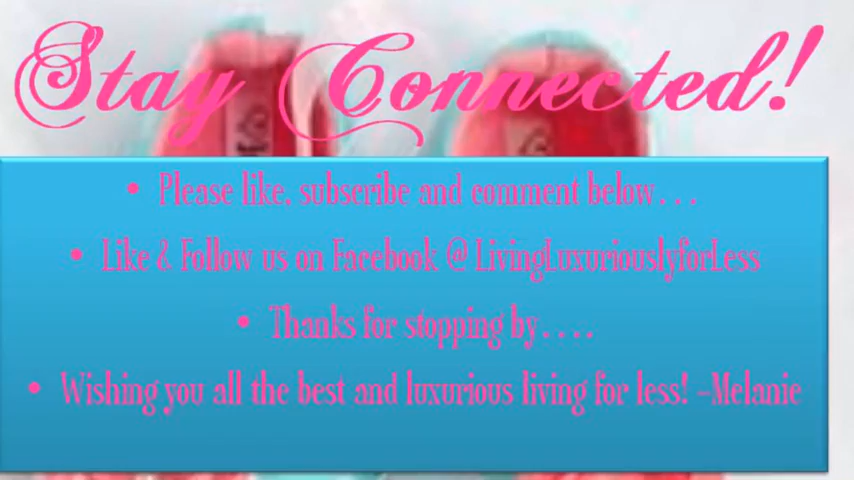 Stay Connected!
• Please like, subscribe and comment below…
• Like & Follow us on Facebook @ LivingLuxuriouslyforLess
• Thanks for stopping by….
• Wishing you all the best and luxurious living for less! -Melanie